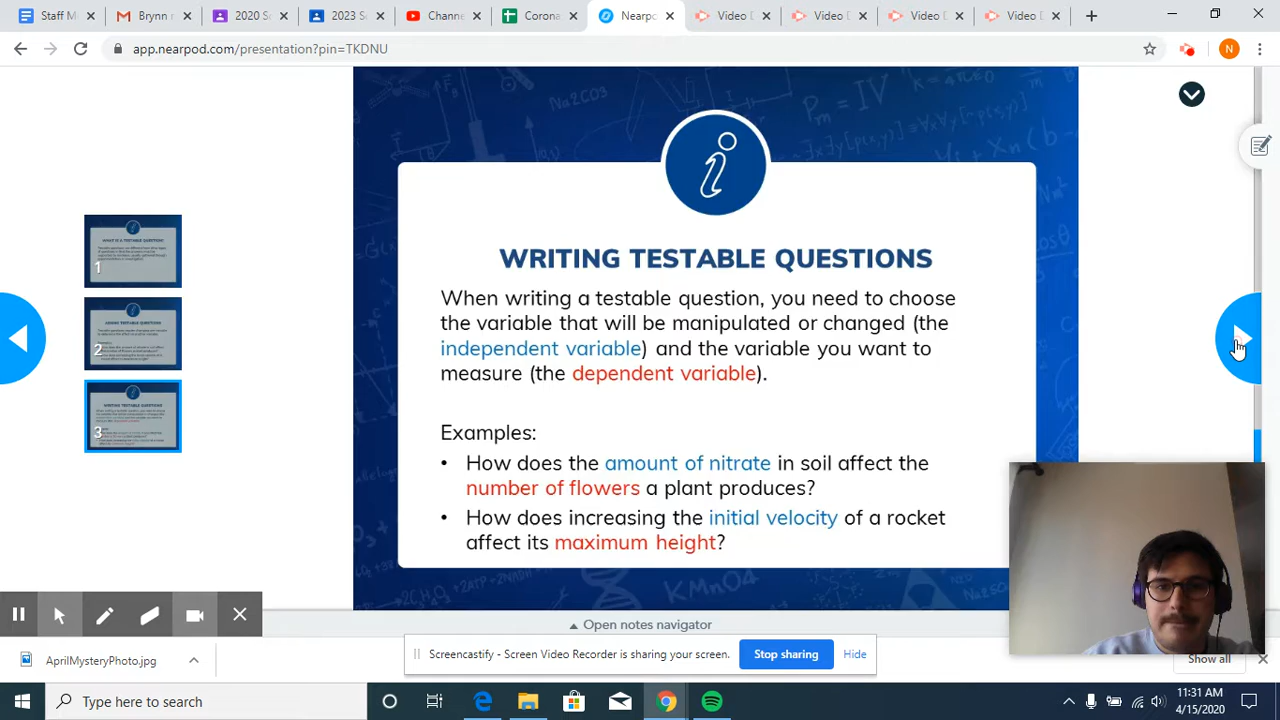 Staff M
Brynn r
2020 S
2023 S
Channe
Corona
Nearpo
Video D
Video D
Video D
Video D
app.nearpod.com/presentation?pin=TKDNU
N
Na2CO3
WRITING TESTABLE QUESTIONS
When writing a testable question, you need to choose
the variable that will be manipulated or changed (the
independent variable) and the variable you want to
measure (the dependent variable).
Examples:
• How does the amount of nitrate in soil affect the
number of flowers a plant produces?
• How does increasing the initial velocity of a rocket
affect its maximum height?
KMnO4
1
2
3
Open notes navigator
AprilMysteryPhoto.jpg
Screencastify - Screen Video Recorder is sharing your screen.
Stop sharing
Hide
Show all
Type here to search
11:31 AM
4/15/2020